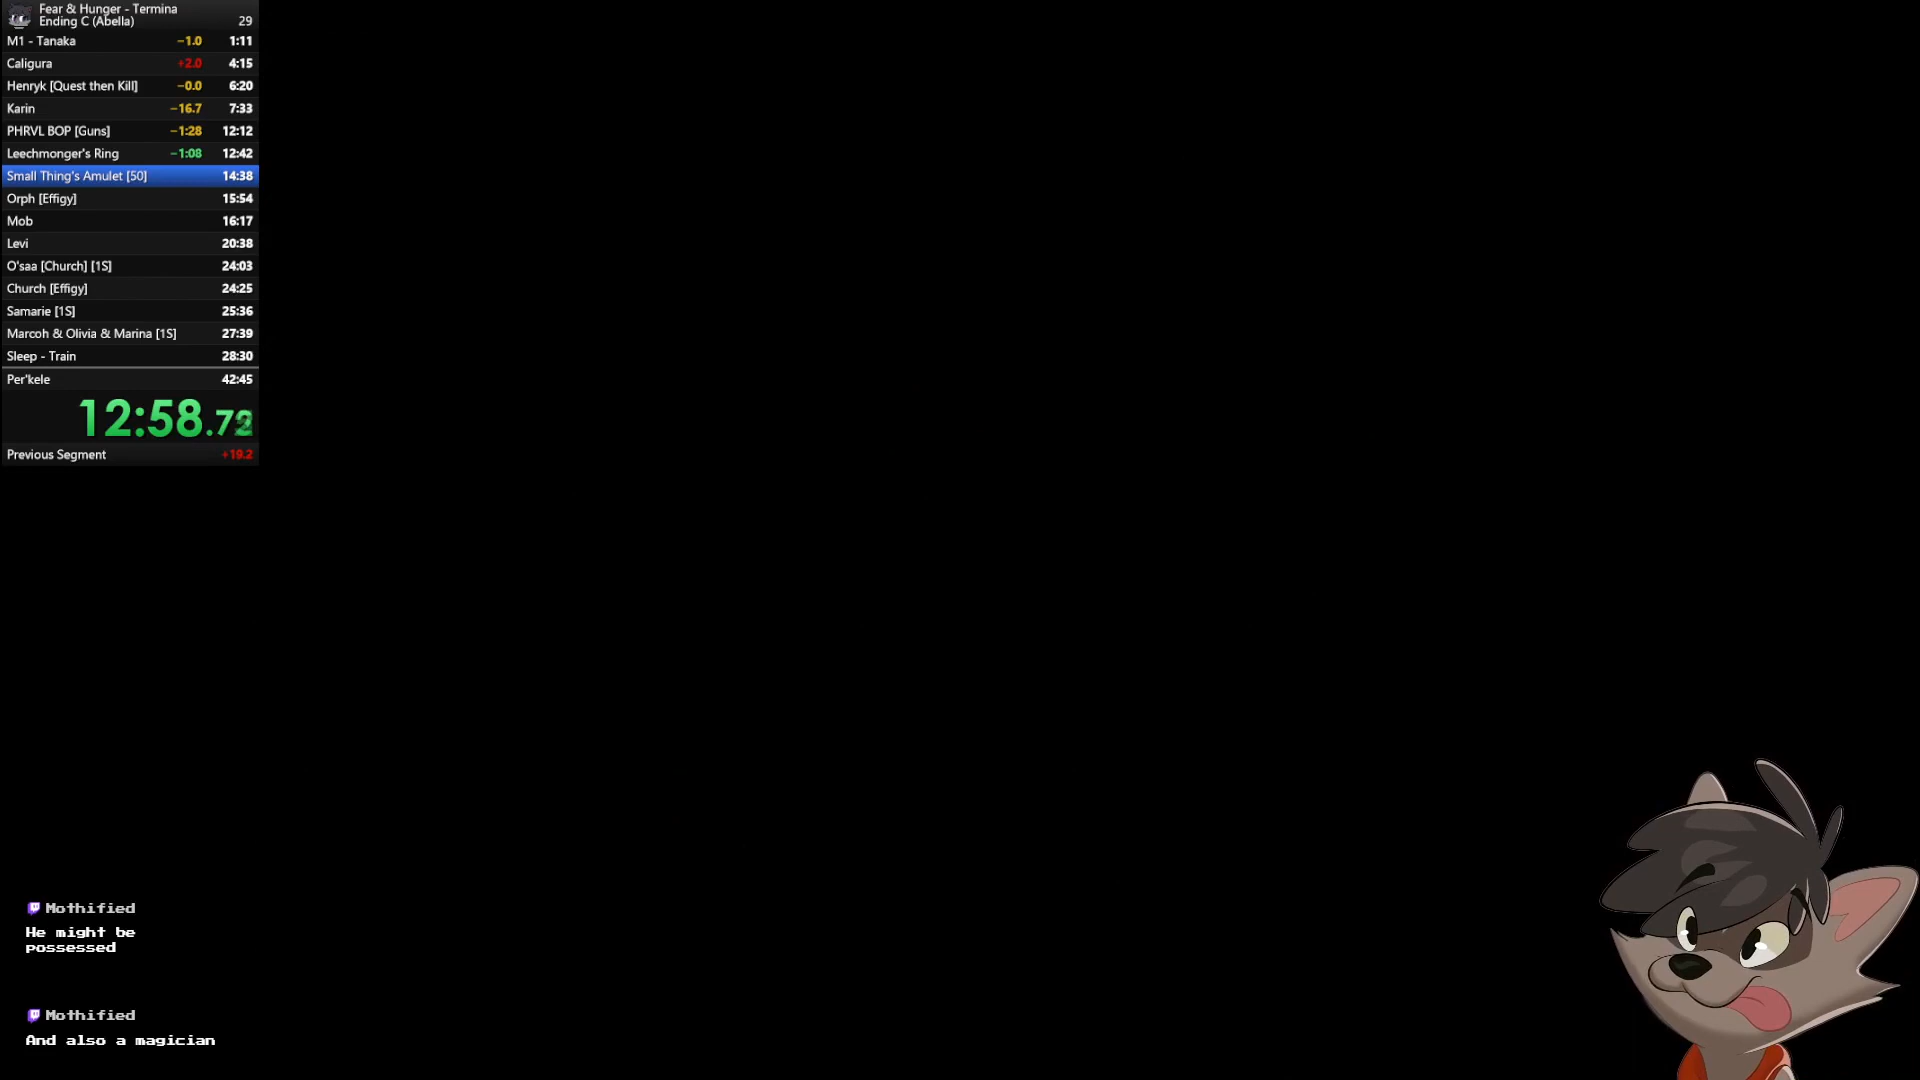 Fear & Hunger - Termina
Ending C (Abella) 29
M1 - Tanaka −1.0 1:11
Caligura +2.0 4:15
Henryk [Quest then Kill] −0.0 6:20
Karin −16.7 7:33
PHRVL BOP [Guns] −1:28 12:12
Leechmonger's Ring −1:08 12:42
Small Thing's Amulet [50] 14:38
Orph [Effigy] 15:54
Mob 16:17
Levi 20:38
O'saa [Church] [1S] 24:03
Church [Effigy] 24:25
Samarie [1S] 25:36
Marcoh & Olivia & Marina [1S] 27:39
Sleep - Train 28:30
Per'kele 42:45
12:58.72
Previous Segment +19.2
Mothified
He might be
possessed
Mothified
And also a magician